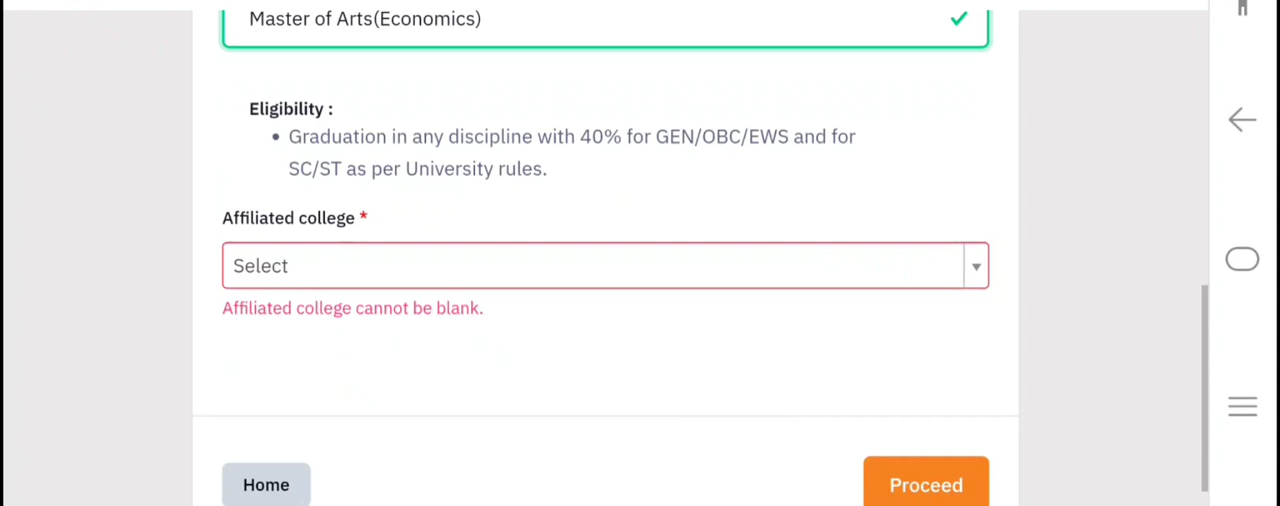 Master of Arts(Economics)
Eligibility :
Graduation in any discipline with 40% for GEN/OBC/EWS and for
SC/ST as per University rules.
Affiliated college *
Select
Affiliated college cannot be blank.
Home
Proceed